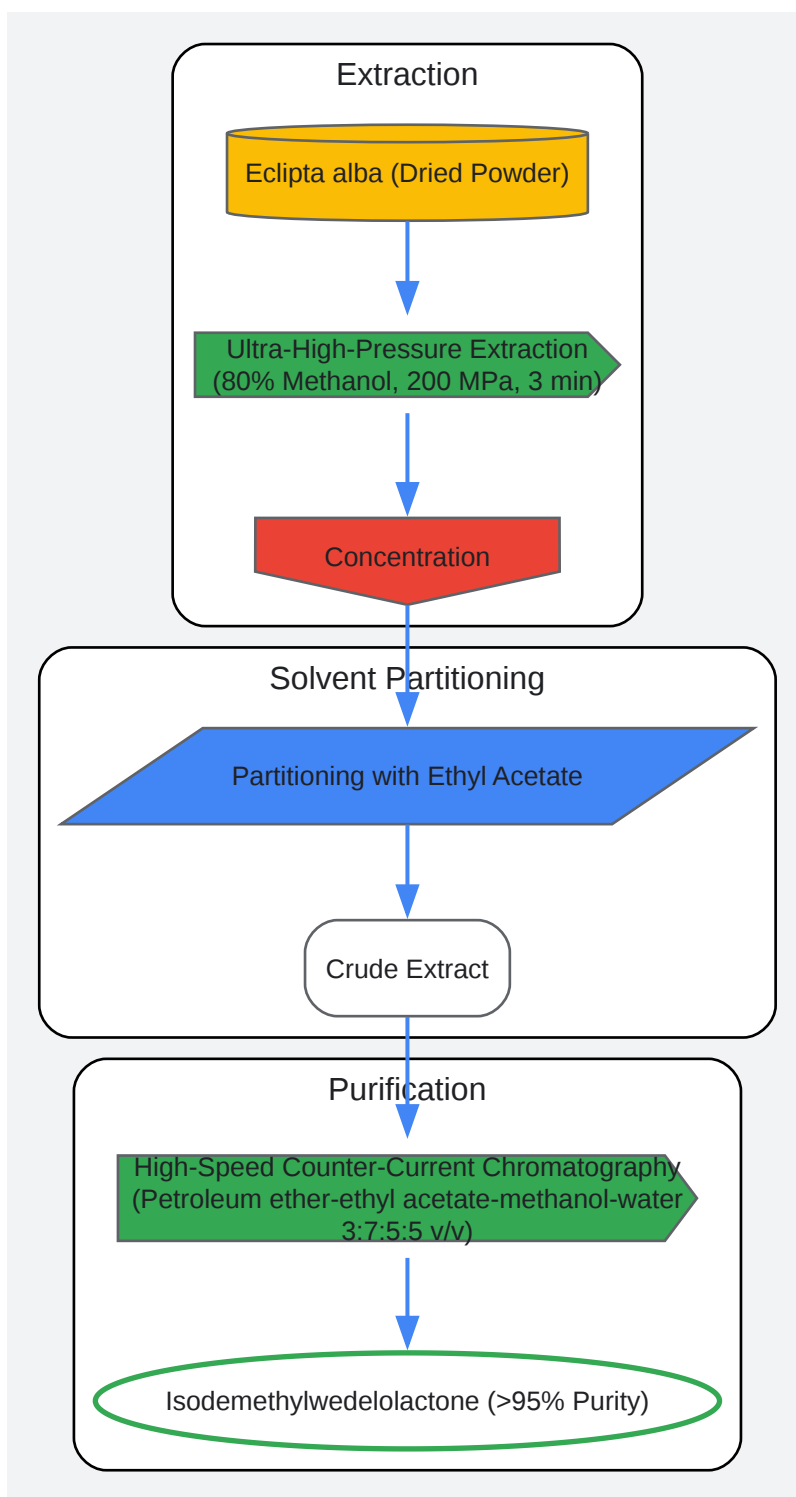 Extraction
Eclipta alba (Dried Powder)
Ultra-High-Pressure Extraction
(80% Methanol, 200 MPa, 3 min)
Concentration
Solvent Partitioning
Partitioning with Ethyl Acetate
Crude Extract
Purification
High-Speed Counter-Current Chromatography
(Petroleum ether-ethyl acetate-methanol-water
3:7:5:5 v/v)
Isodemethylwedelolactone (>95% Purity)